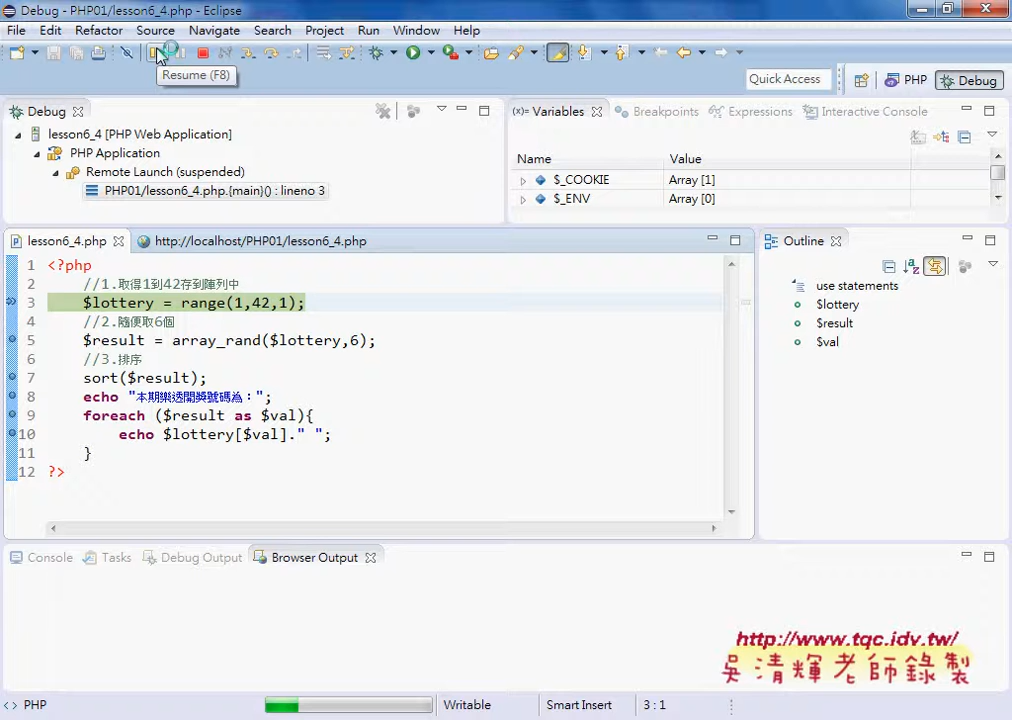 Debug - PHP01/lesson6_4.php - Eclipse
File Edit Refactor Source Navigate Search Project Run Window Help
Resume (F8)
Quick Access
PHP
Debug
Debug
lesson6_4 [PHP Web Application]
PHP Application
Remote Launch (suspended)
PHP01/lesson6_4.php.{main}() : lineno 3
(x)= Variables
Breakpoints
Expressions
Interactive Console
Name Value
$_COOKIE Array [1]
$_ENV Array [0]
lesson6_4.php
http://localhost/PHP01/lesson6_4.php
1 <?php
2 //1.取得1到42存到陣列中
3 $lottery = range(1,42,1);
4 //2.隨便取6個
5 $result = array_rand($lottery,6);
6 //3.排序
7 sort($result);
8 echo "本期樂透開獎號碼為：";
9 foreach ($result as $val){
10 echo $lottery[$val]." ";
11 }
12 ?>
Outline
use statements
$lottery
$result
$val
Console
Tasks
Debug Output
Browser Output
http://www.tqc.idv.tw/
吳清輝老師錄製
PHP
Writable
Smart Insert
3 : 1